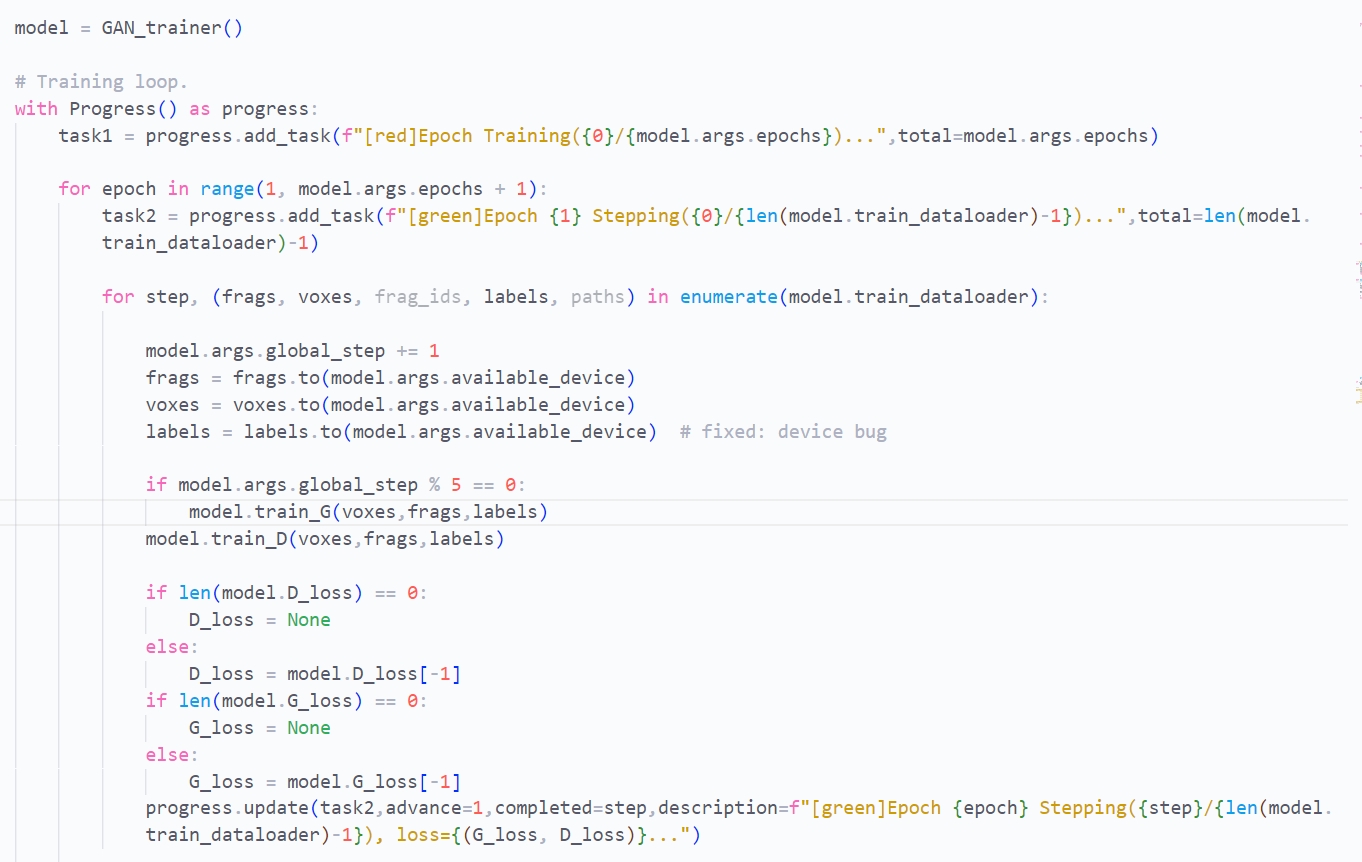 model = GAN_trainer()
# Training loop.
with Progress() as progress:
    task1 = progress.add_task(f"[red]Epoch Training({0}/{model.args.epochs})...",total=model.args.epochs)
    for epoch in range(1, model.args.epochs + 1):
        task2 = progress.add_task(f"[green]Epoch {1} Stepping({0}/{len(model.train_dataloader)-1})...",total=len(model.
        train_dataloader)-1)
        for step, (frags, voxes, frag_ids, labels, paths) in enumerate(model.train_dataloader):
            model.args.global_step += 1
            frags = frags.to(model.args.available_device)
            voxes = voxes.to(model.args.available_device)
            labels = labels.to(model.args.available_device)  # fixed: device bug
            if model.args.global_step % 5 == 0:
                model.train_G(voxes,frags,labels)
            model.train_D(voxes,frags,labels)
            if len(model.D_loss) == 0:
                D_loss = None
            else:
                D_loss = model.D_loss[-1]
            if len(model.G_loss) == 0:
                G_loss = None
            else:
                G_loss = model.G_loss[-1]
            progress.update(task2,advance=1,completed=step,description=f"[green]Epoch {epoch} Stepping({step}/{len(model.
            train_dataloader)-1}), loss={(G_loss, D_loss)}...")